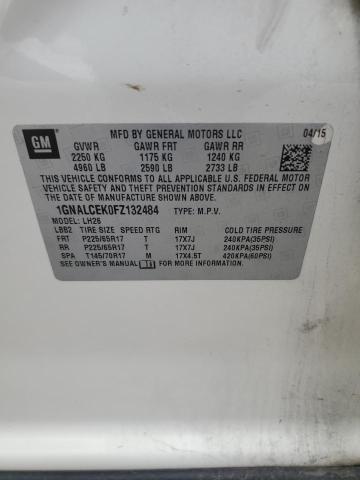 GM
MFD BY GENERAL MOTORS LLC 04/15
GVWR GAWR FRT GAWR RR
2250 KG 1175 KG 1240 KG
4960 LB 2590 LB 2733 LB
THIS VEHICLE CONFORMS TO ALL APPLICABLE U.S. FEDERAL MOTOR
VEHICLE SAFETY AND THEFT PREVENTION STANDARDS IN EFFECT ON
THE DATE OF MANUFACTURE SHOWN ABOVE.
1GNALCEK0FZ132484 TYPE: M.P.V.
MODEL: LH26
LBB2 TIRE SIZE SPEED RTG RIM COLD TIRE PRESSURE
FRT P225/65R17 T 17X7J 240KPA(35PSI)
RR P225/65R17 T 17X7J 240KPA(35PSI)
SPA T145/70R17 M 17X4.5T 420KPA(60PSI)
SEE OWNER'S MANUAL FOR MORE INFORMATION.